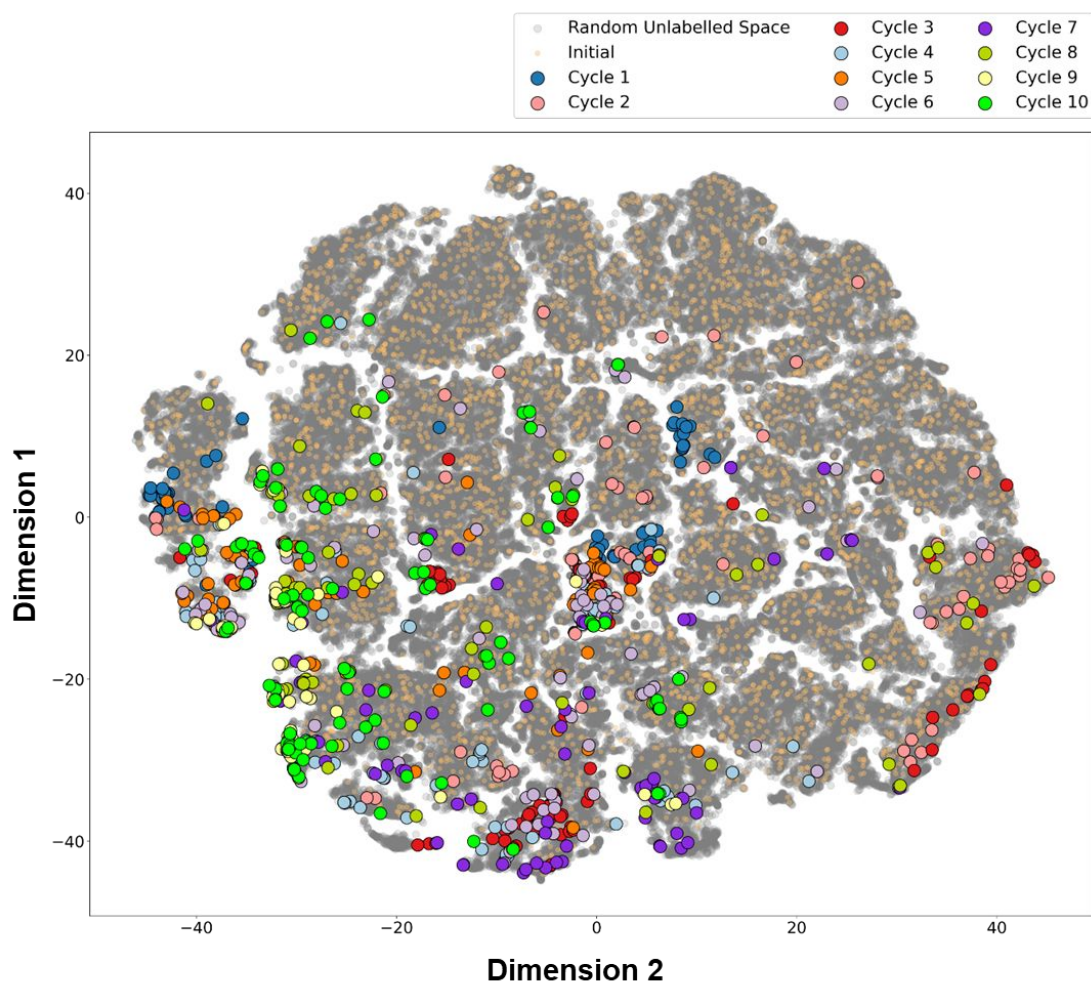 Random Unlabelled Space
Initial
Cycle 1
Cycle 2
Cycle 3
Cycle 4
Cycle 5
Cycle 6
Cycle 7
Cycle 8
Cycle 9
Cycle 10
40
20
0
−20
−40
Dimension 1
−40
−20
0
20
40
Dimension 2